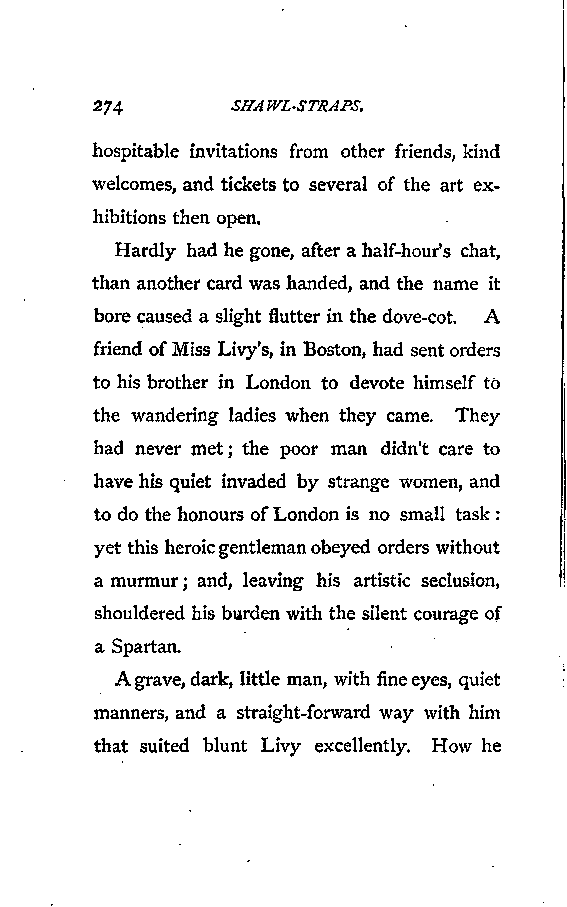 274 SHAWL-STRAPS.
hospitable invitations from other friends, kind
welcomes, and tickets to several of the art ex-
hibitions then open.
Hardly had he gone, after a half-hour's chat,
than another card was handed, and the name it
bore caused a slight flutter in the dove-cot. A
friend of Miss Livy's, in Boston, had sent orders
to his brother in London to devote himself to
the wandering ladies when they came. They
had never met; the poor man didn't care to
have his quiet invaded by strange women, and
to do the honours of London is no small task:
yet this heroic gentleman obeyed orders without
a murmur; and, leaving his artistic seclusion,
shouldered his burden with the silent courage of
a Spartan.
A grave, dark, little man, with fine eyes, quiet
manners, and a straight-forward way with him
that suited blunt Livy excellently. How he